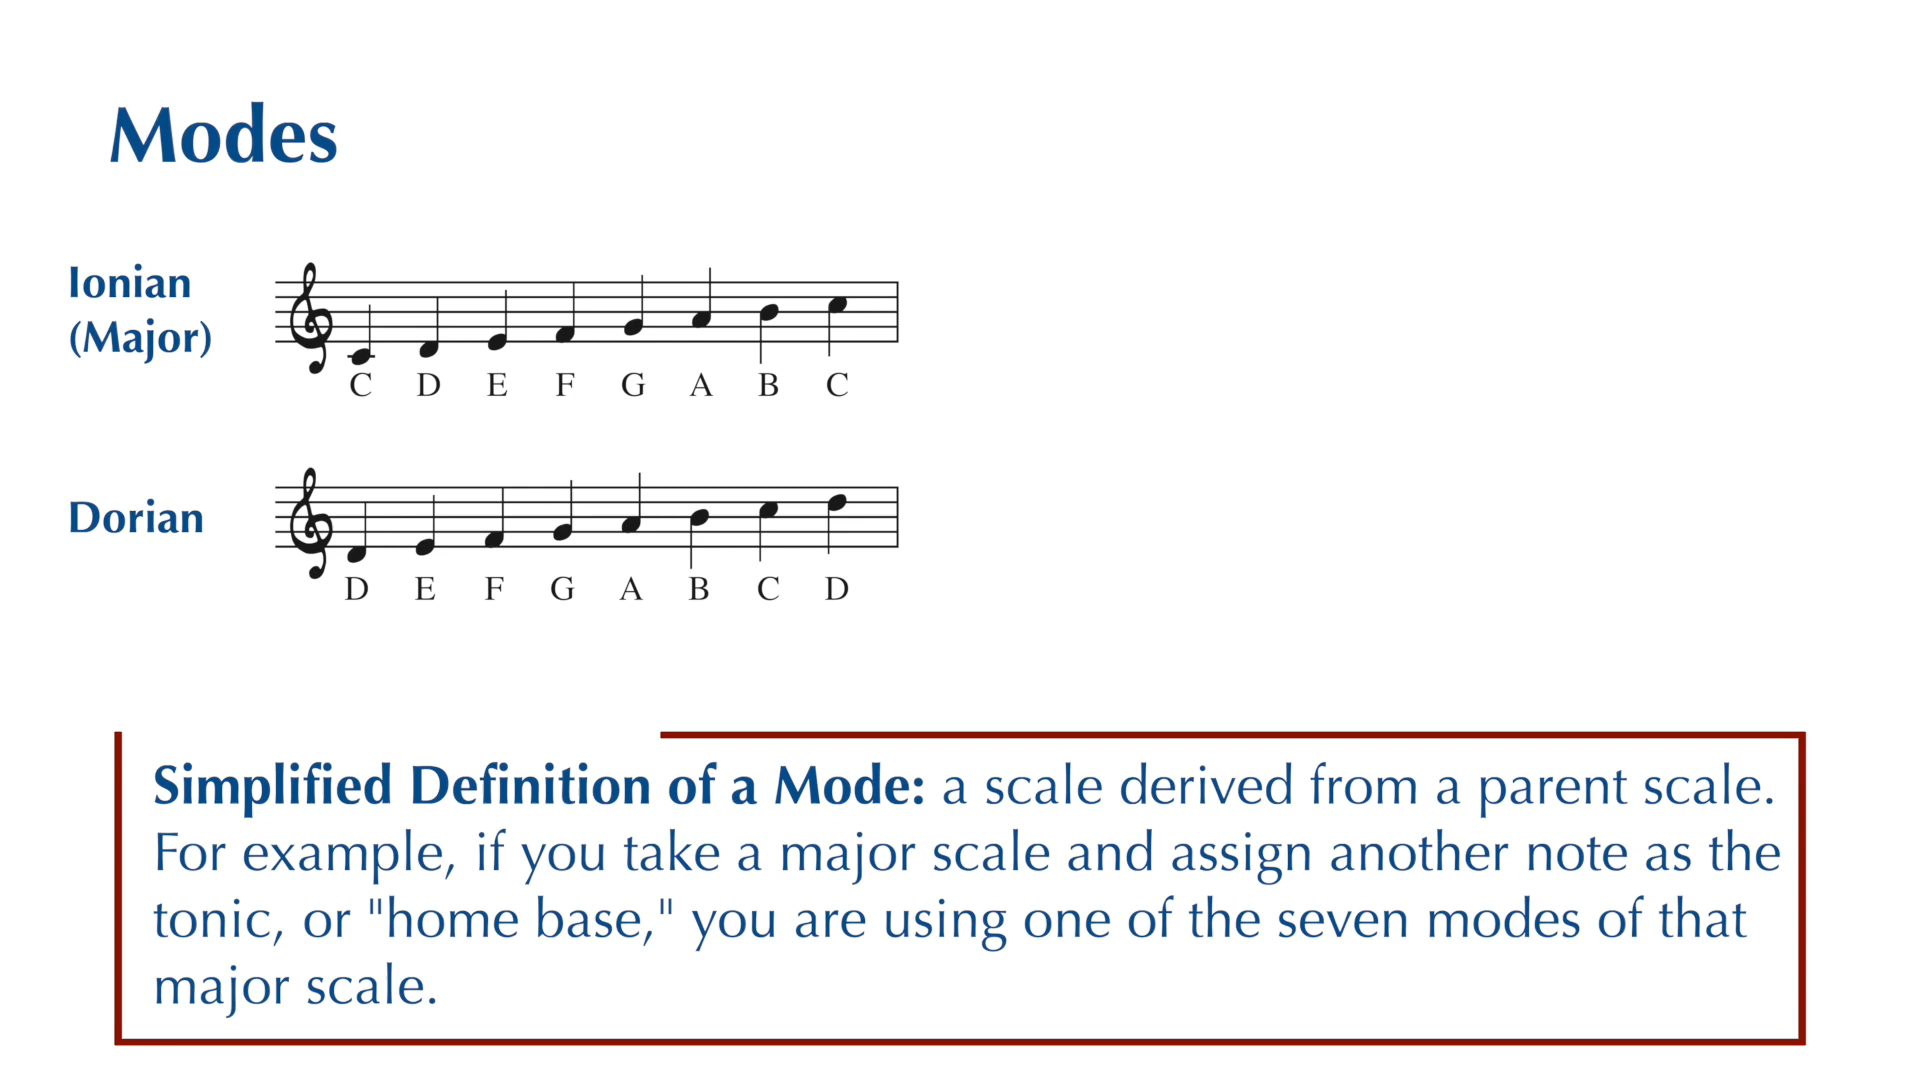 Modes
Ionian
(Major)
C D E F G A B C
Dorian
D E F G A B C D
Simplified Definition of a Mode: a scale derived from a parent scale.
For example, if you take a major scale and assign another note as the
tonic, or "home base," you are using one of the seven modes of that
major scale.